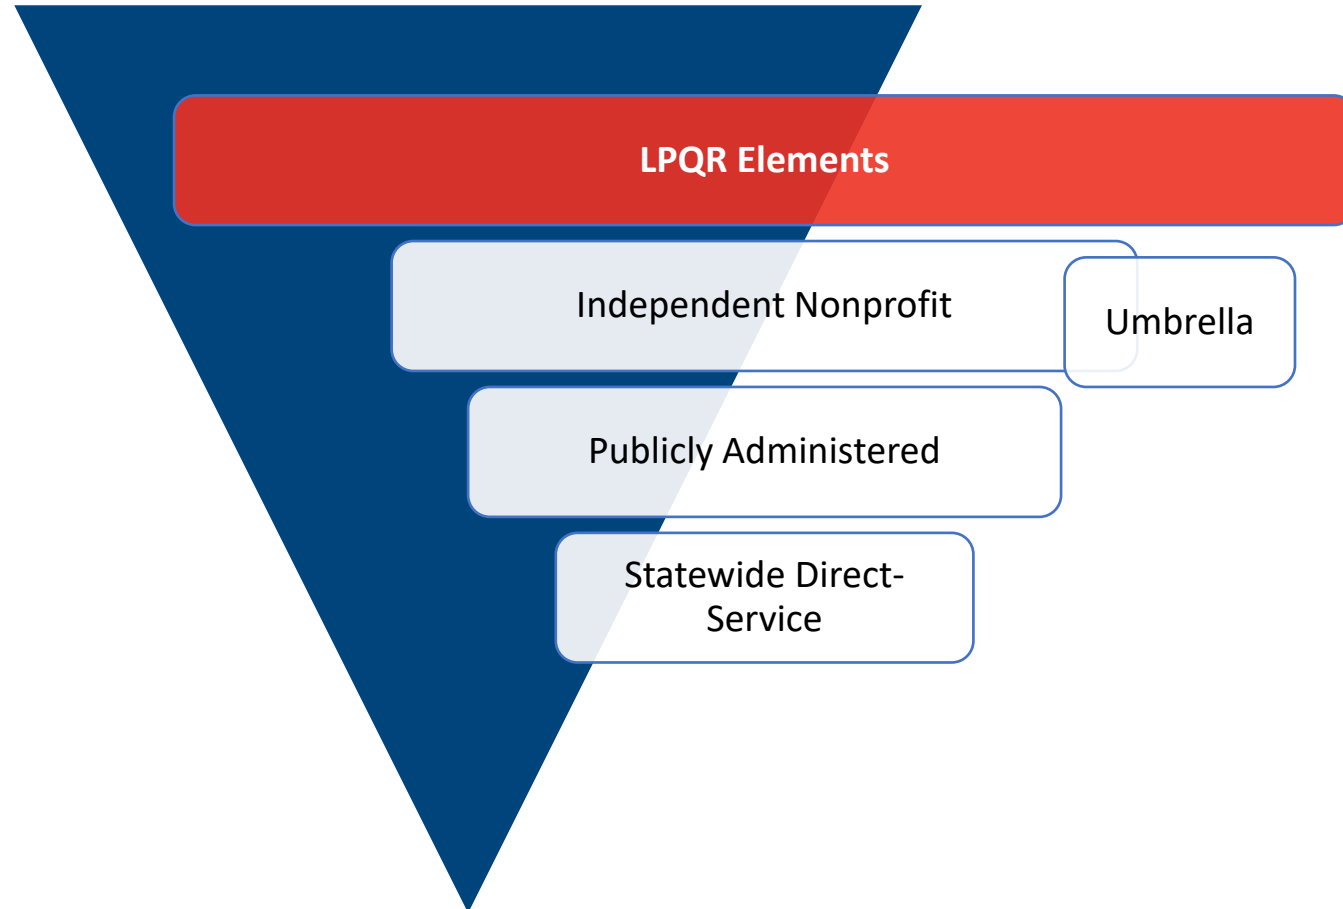 LPQR Elements
Independent Nonprofit
Umbrella
Publicly Administered
Statewide Direct-
Service